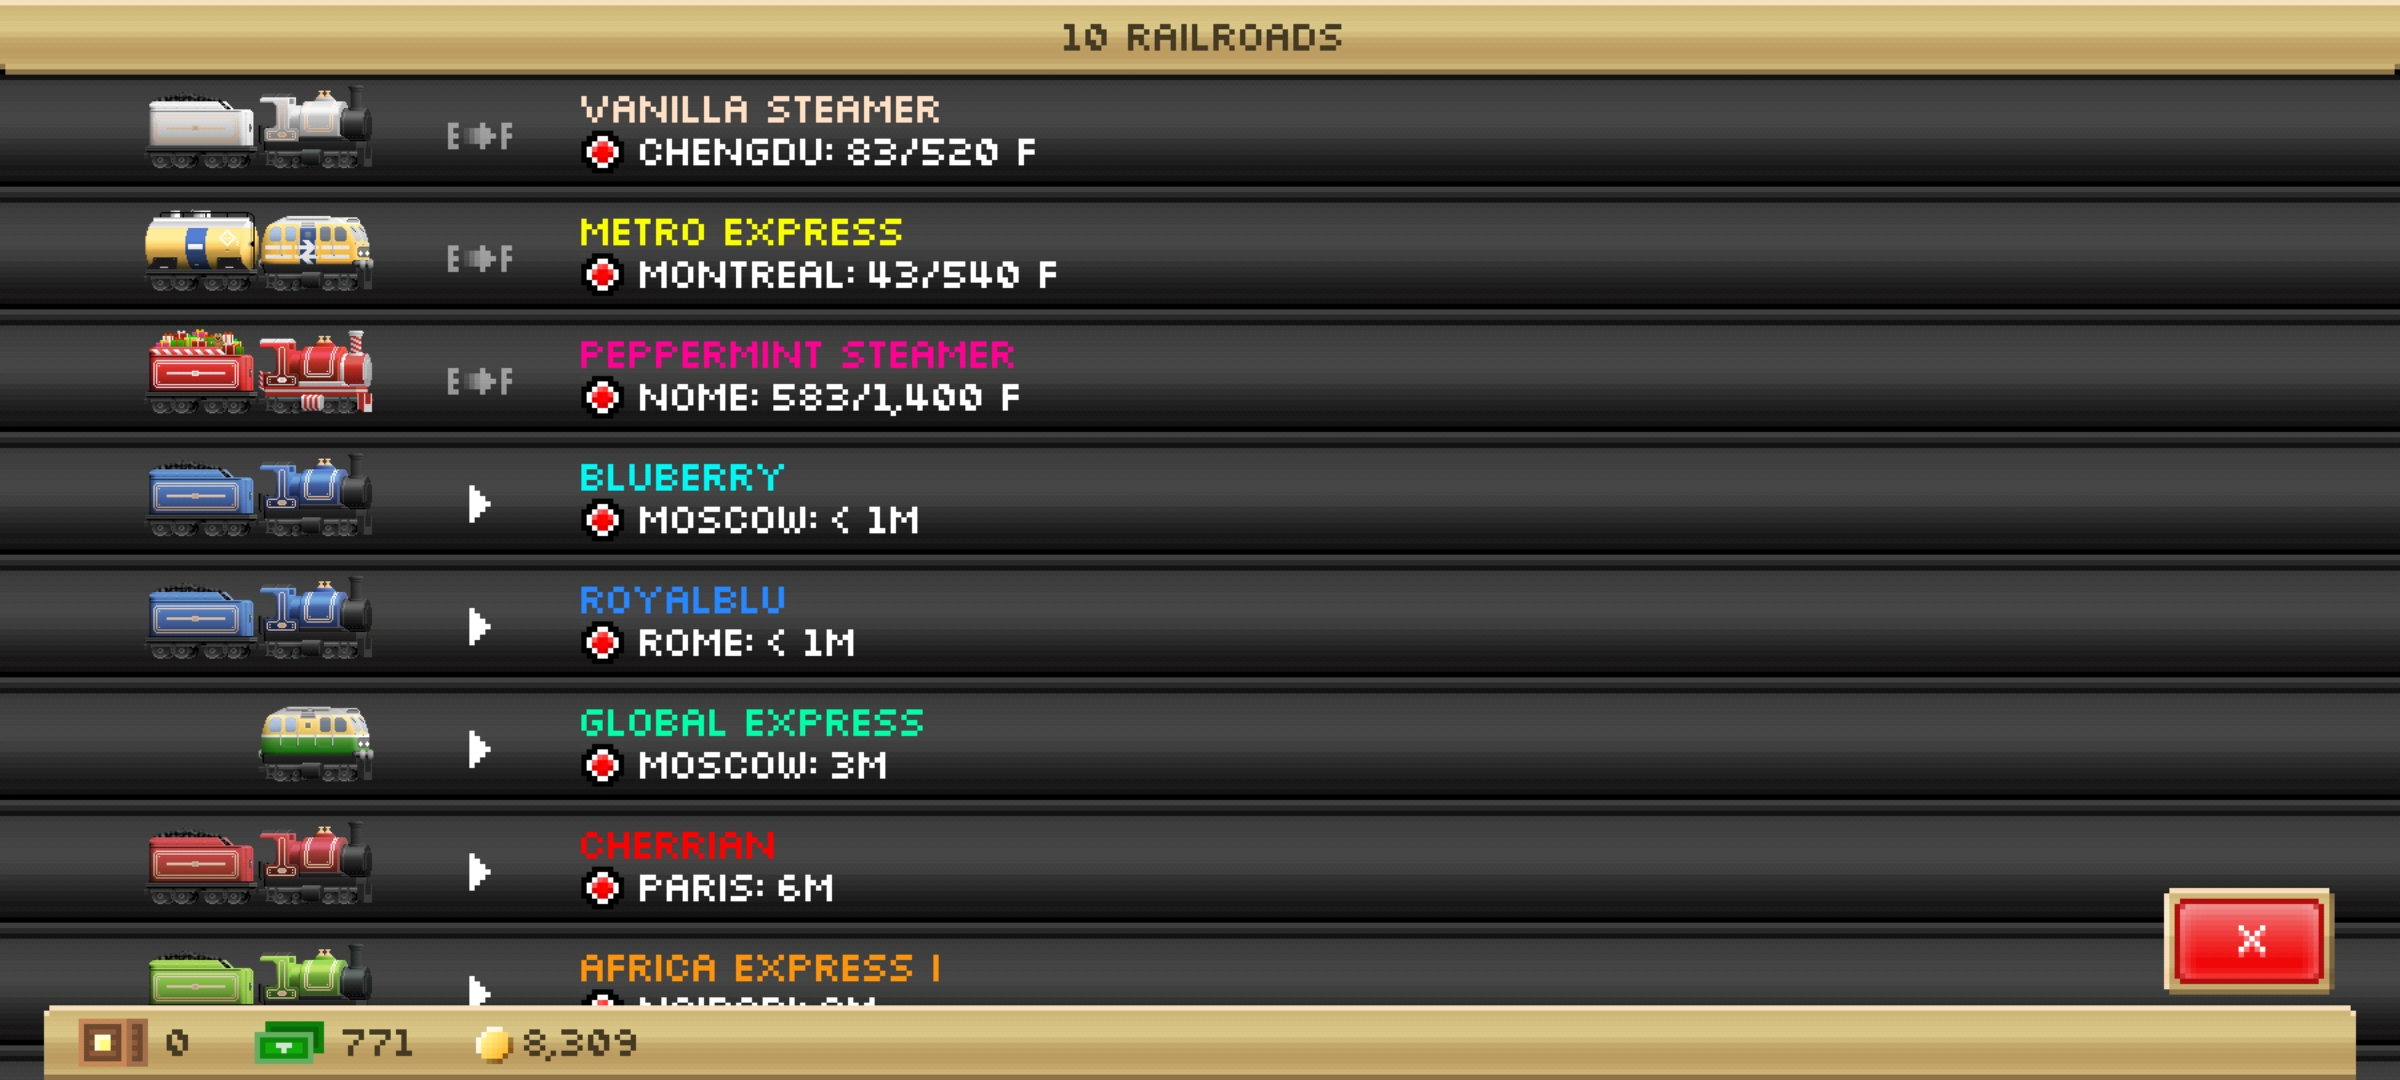 10 RAILROADS
VANILLA STEAMER
E F
CHENGDU: 83/520 F
METRO EXPRESS
E F
MONTREAL: 43/540 F
PEPPERMINT STEAMER
E F
NOME: 583/1,400 F
BLUBERRY
MOSCOW: < 1M
ROYALBLU
ROME: < 1M
GLOBAL EXPRESS
MOSCOW: 3M
CHERRIAN
PARIS: 6M
X
AFRICA EXPRESS I
0 771 8,309